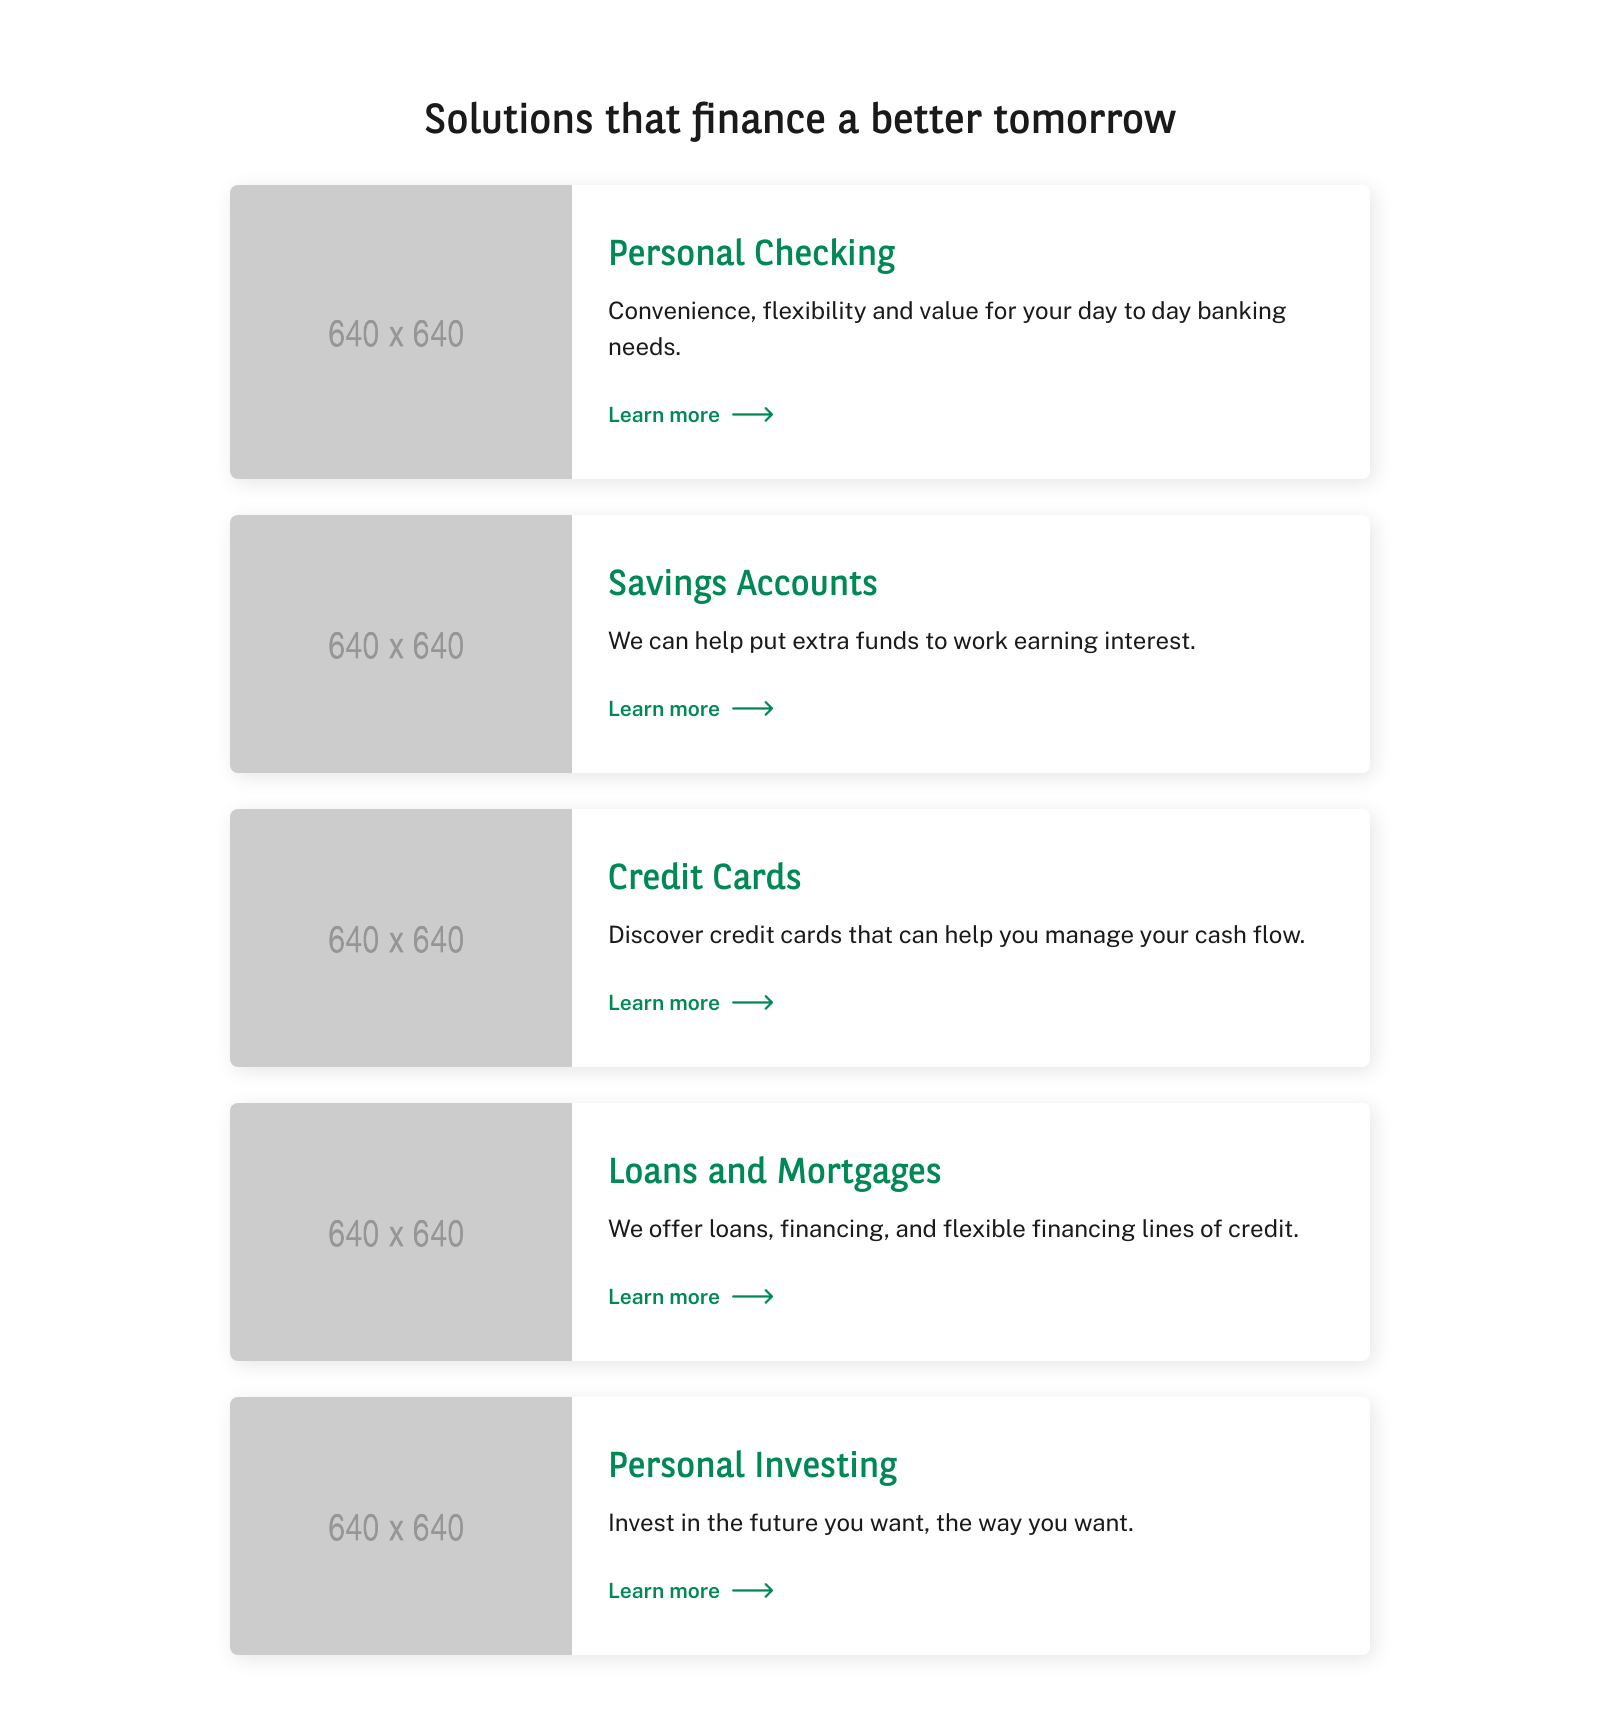 Solutions that finance a better tomorrow
640 x 640
Personal Checking
Convenience, flexibility and value for your day to day banking
needs.
Learn more
640 x 640
Savings Accounts
We can help put extra funds to work earning interest.
Learn more
640 x 640
Credit Cards
Discover credit cards that can help you manage your cash flow.
Learn more
640 x 640
Loans and Mortgages
We offer loans, financing, and flexible financing lines of credit.
Learn more
640 x 640
Personal Investing
Invest in the future you want, the way you want.
Learn more